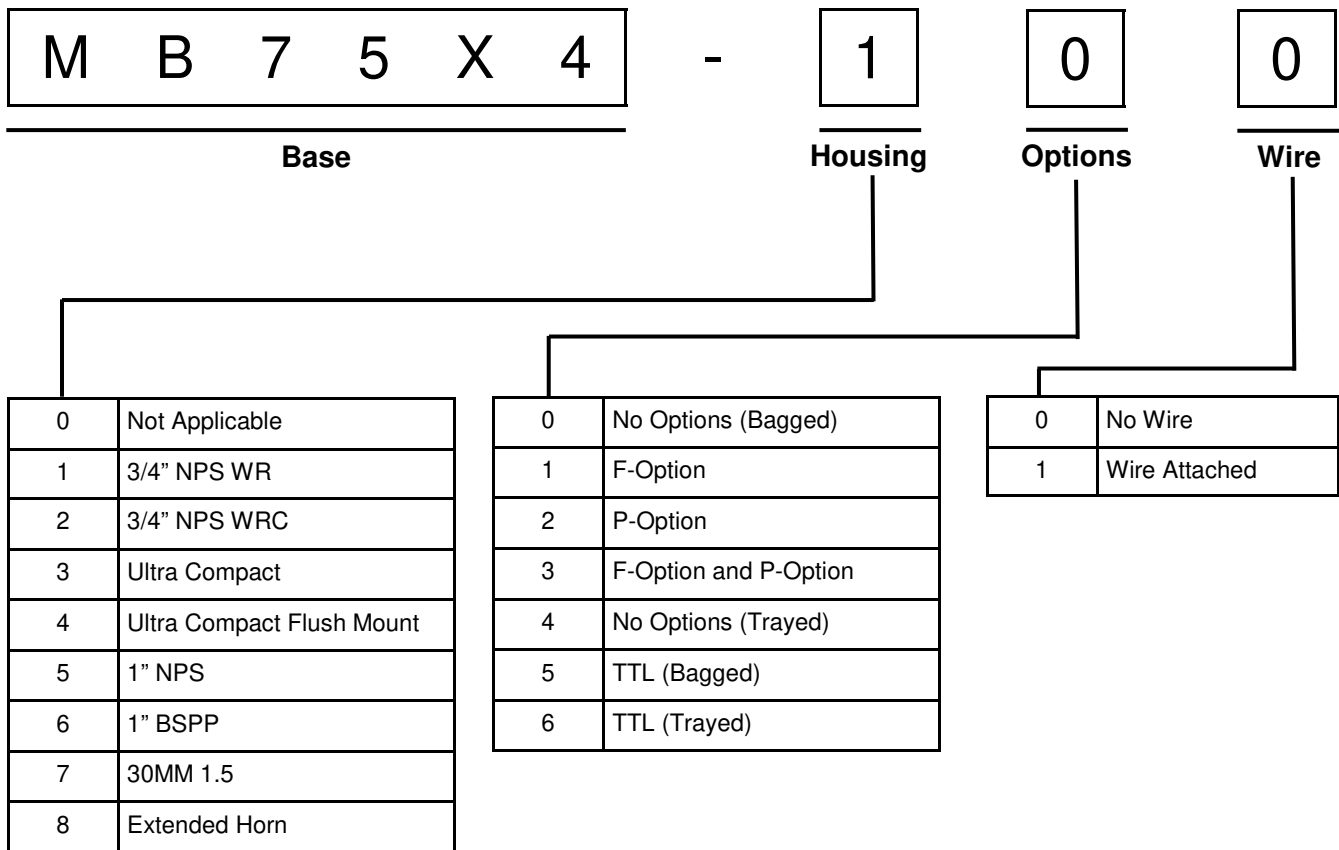 M B 7 5 X 4 - 1 0 0
Base Housing Options Wire
0 Not Applicable
1 3/4” NPS WR
2 3/4” NPS WRC
3 Ultra Compact
4 Ultra Compact Flush Mount
5 1” NPS
6 1” BSPP
7 30MM 1.5
8 Extended Horn
0 No Options (Bagged)
1 F-Option
2 P-Option
3 F-Option and P-Option
4 No Options (Trayed)
5 TTL (Bagged)
6 TTL (Trayed)
0 No Wire
1 Wire Attached